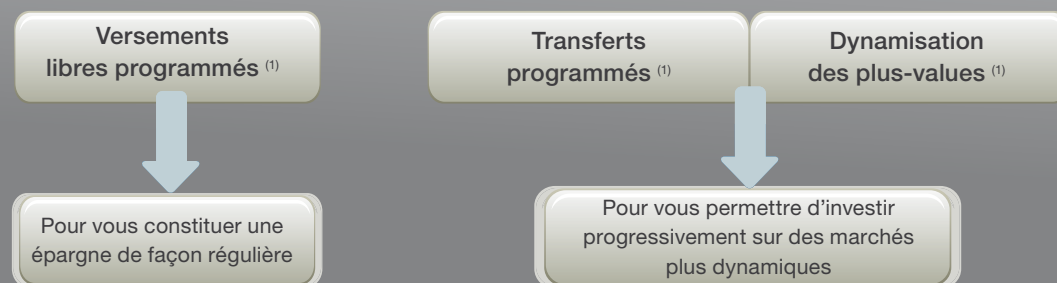 Versements
libres programmés (1)
Pour vous constituer une
épargne de façon régulière
Transferts
programmés (1)
Dynamisation
des plus-values (1)
Pour vous permettre d’investir
progressivement sur des marchés
plus dynamiques